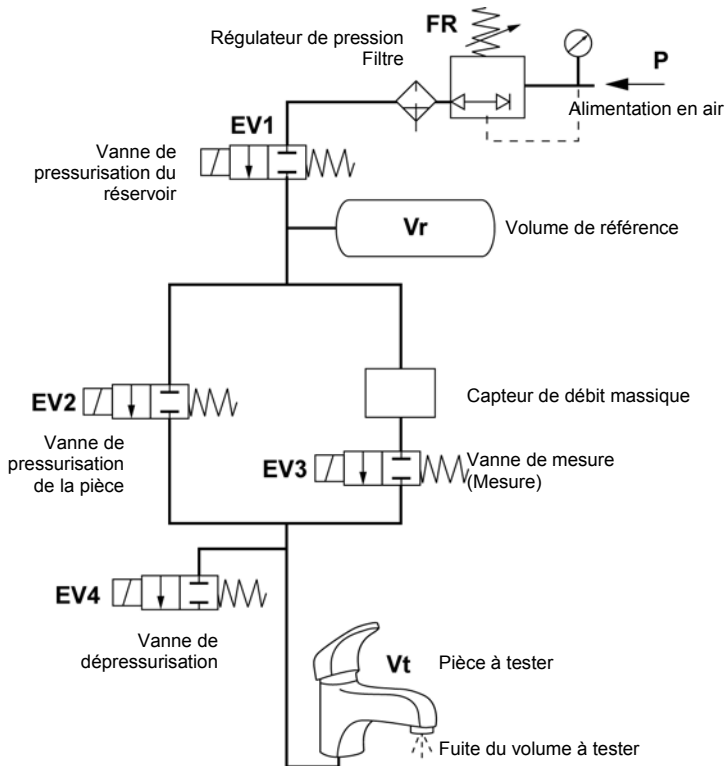 Régulateur de pression
Filtre
FR
P
Alimentation en air
EV1
Vanne de
pressurisation du
réservoir
Vr
Volume de référence
EV2
Vanne de
pressurisation
de la pièce
Capteur de débit massique
EV3
Vanne de mesure
(Mesure)
EV4
Vanne de
dépressurisation
Vt
Pièce à tester
Fuite du volume à tester